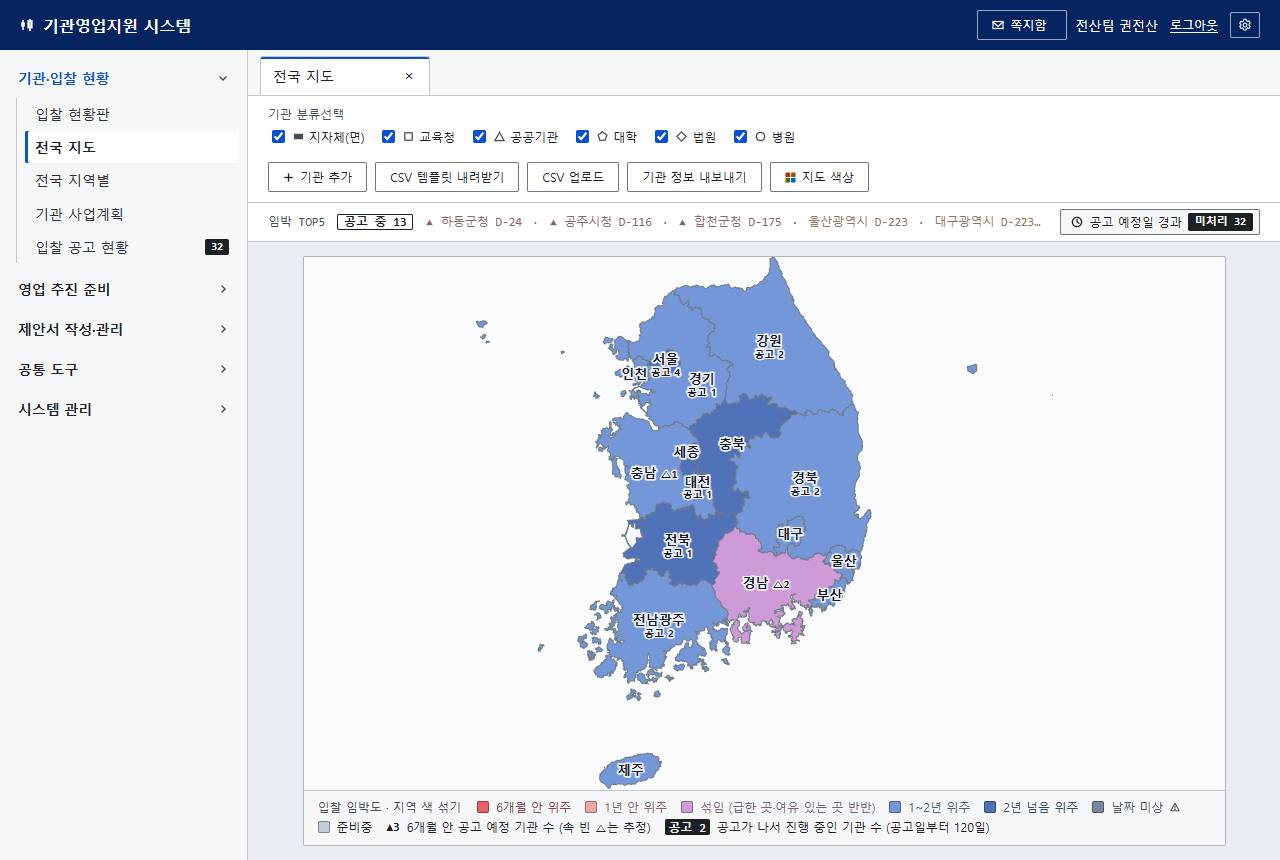 기관영업지원 시스템
쪽지함 전산팀 권전산 로그아웃
기관·입찰 현황
입찰 현황판
전국 지도
전국 지역별
기관 사업계획
입찰 공고 현황 32
영업 추진 준비
제안서 작성·관리
공통 도구
시스템 관리
전국 지도 ×
기관 분류선택
지자체(면) 교육청 공공기관 대학 법원 병원
+ 기관 추가 CSV 템플릿 내려받기 CSV 업로드 기관 정보 내보내기 지도 색상
임박 TOP5 공고 중 13 ▲ 하동군청 D-24 · ▲ 공주시청 D-116 · ▲ 합천군청 D-175 · 울산광역시 D-223 · 대구광역시 D-223… 공고 예정일 경과 미처리 32
강원
공고 2
서울
공고 4
인천
경기
공고 1
충북
세종
충남 △1
대전
공고 1
경북
공고 2
대구
전북
공고 1
울산
경남 △2
부산
전남광주
공고 2
제주
입찰 임박도 · 지역 색 섞기 6개월 안 위주 1년 안 위주 섞임 (급한 곳·여유 있는 곳 반반) 1~2년 위주 2년 넘음 위주 날짜 미상 ⚠
준비중 ▲3 6개월 안 공고 예정 기관 수 (속 빈 △는 추정) 공고 2 공고가 나서 진행 중인 기관 수 (공고일부터 120일)